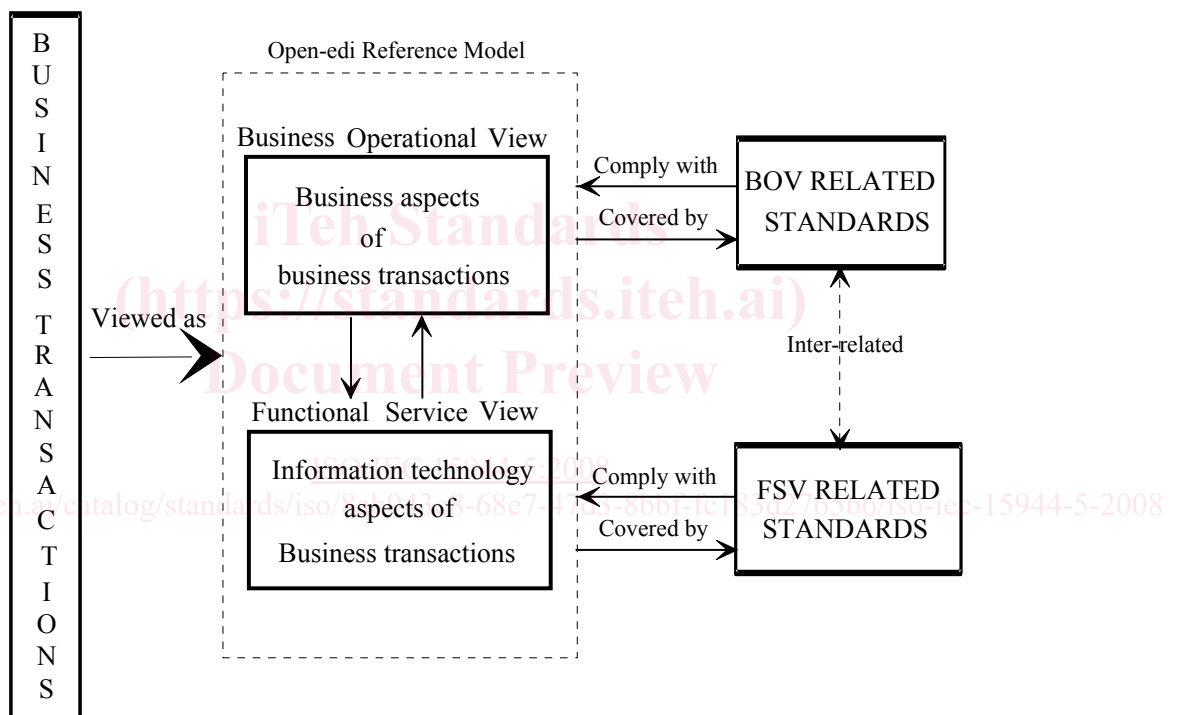 BUSINESS TRANSACTIONS
Open-edi Reference Model
Business Operational View
Business aspects
of
business transactions
Viewed as
Functional Service View
Information technology
aspects of
Business transactions
Comply with
Covered by
BOV RELATED
STANDARDS
Inter-related
Comply with
Covered by
FSV RELATED
STANDARDS
iTeh Standards
(https://standards.iteh.ai)
Document Preview
ISO/IEC 15944-5:2008